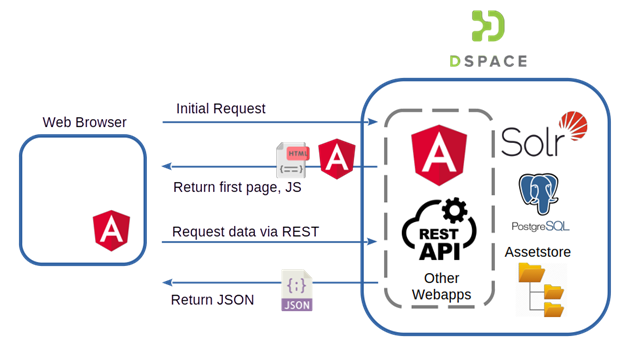 DSPACE
Web Browser
Initial Request
HTML
Return first page, JS
Request data via REST
JSON
Return JSON
A
A
A
REST
API
Other
Webapps
Solr
PostgreSQL
Assetstore